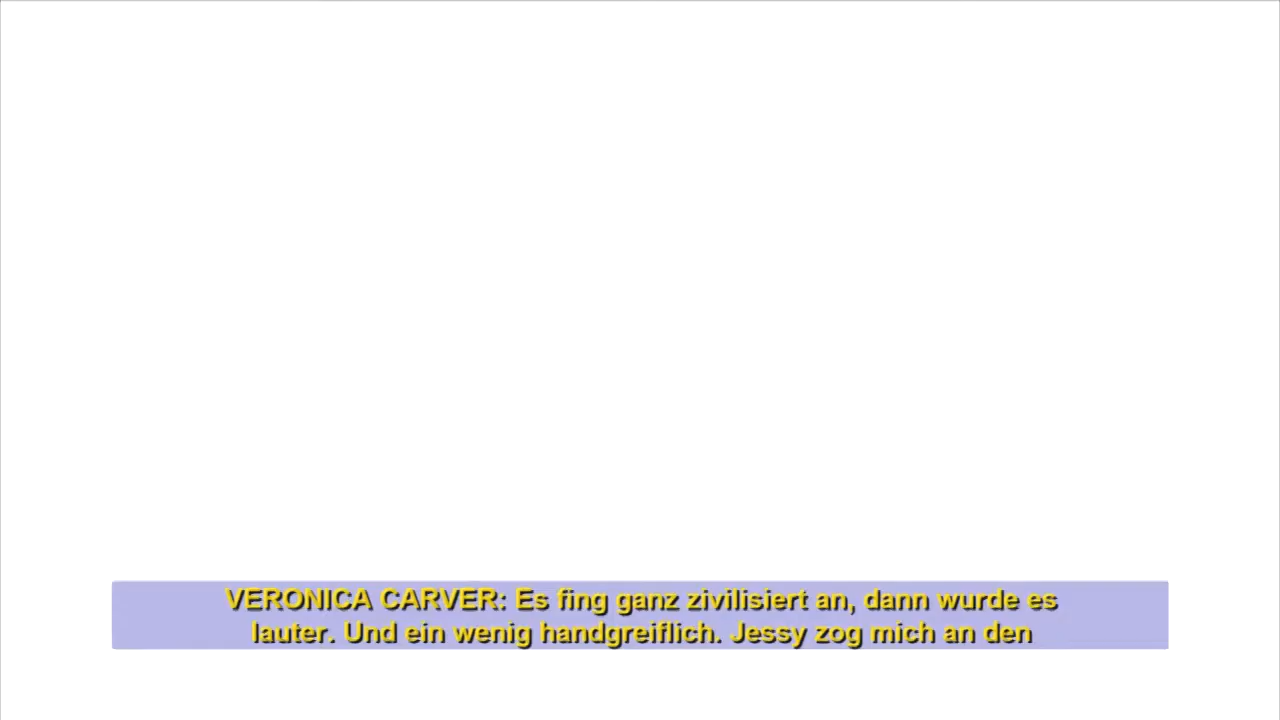 VERONICA CARVER: Es fing ganz zivilisiert an, dann wurde es
lauter. Und ein wenig handgreiflich. Jessy zog mich an den